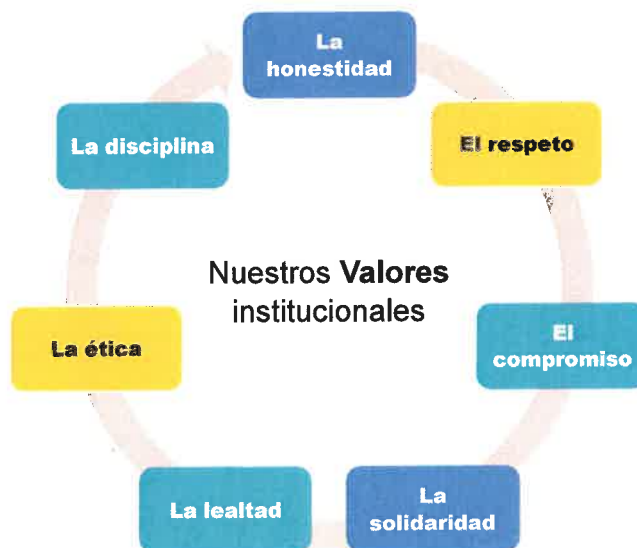 La
honestidad
El respeto
El
compromiso
La
solidaridad
La lealtad
La ética
La disciplina
Nuestros Valores
institucionales